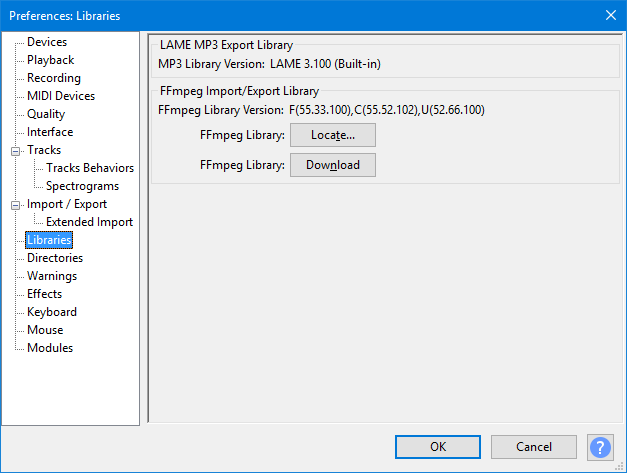 Preferences: Libraries
Devices
Playback
Recording
MIDI Devices
Quality
Interface
Tracks
Tracks Behaviors
Spectrograms
Import / Export
Extended Import
Libraries
Directories
Warnings
Effects
Keyboard
Mouse
Modules
LAME MP3 Export Library
MP3 Library Version: LAME 3.100 (Built-in)
FFmpeg Import/Export Library
FFmpeg Library Version: F(55.33.100),C(55.52.102),U(52.66.100)
FFmpeg Library: Locate...
FFmpeg Library: Download
OK Cancel ?